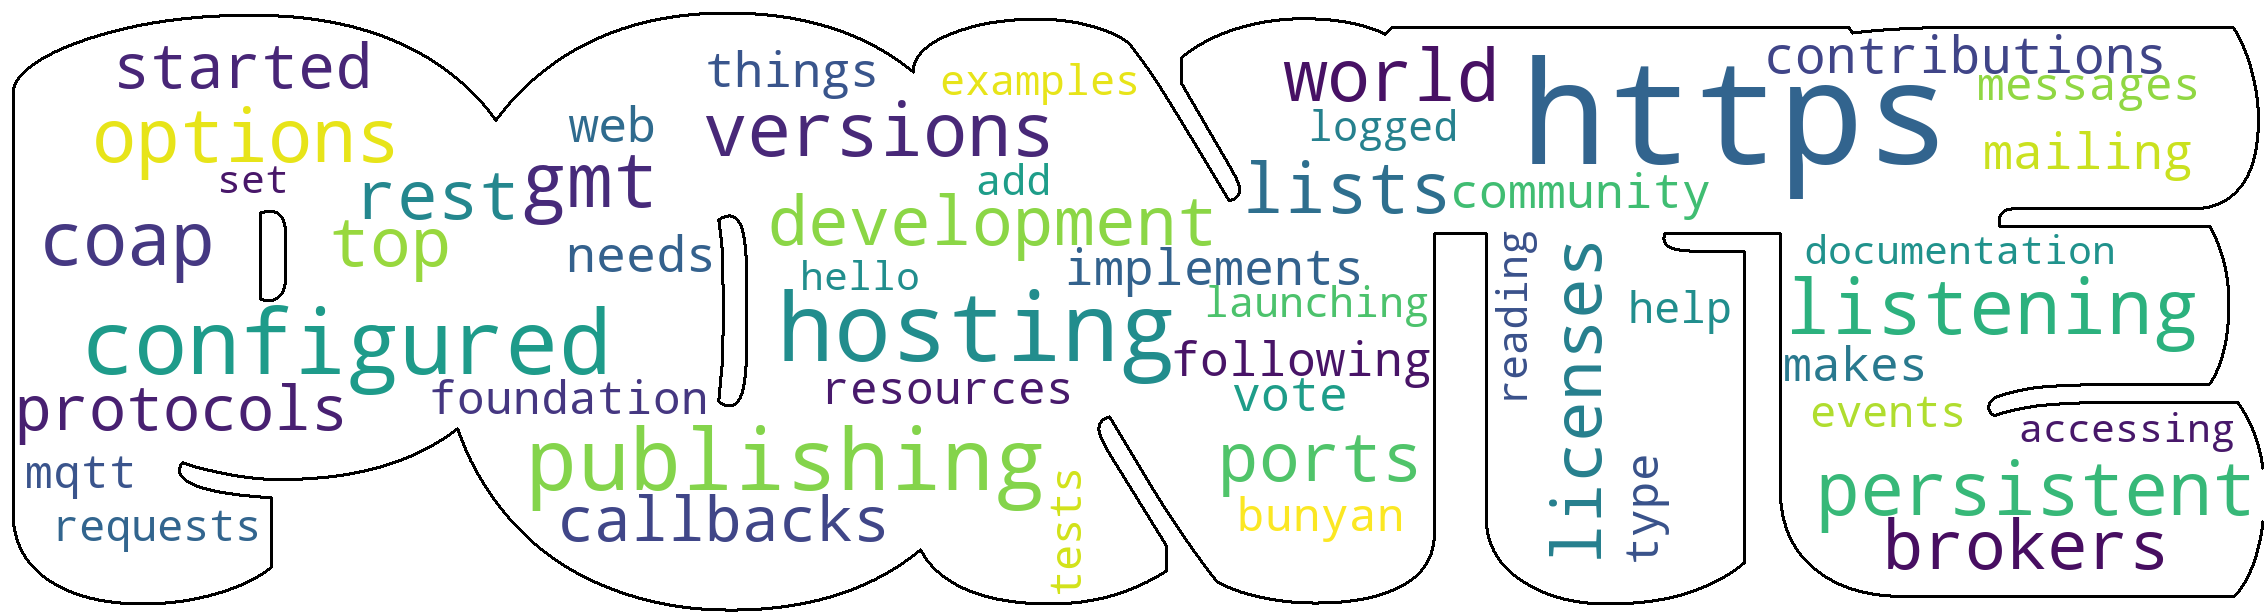 started
options
set
rest
coap
top
configured
protocols
foundation
mqtt
requests
things
examples
web
versions
gmt
add
development
needs
hello
implements
hosting
launching
following
resources
vote
publishing
callbacks
tests
ports
bunyan
world
logged
lists
https
contributions
messages
mailing
community
reading
licenses
help
type
documentation
listening
makes
events
accessing
persistent
brokers